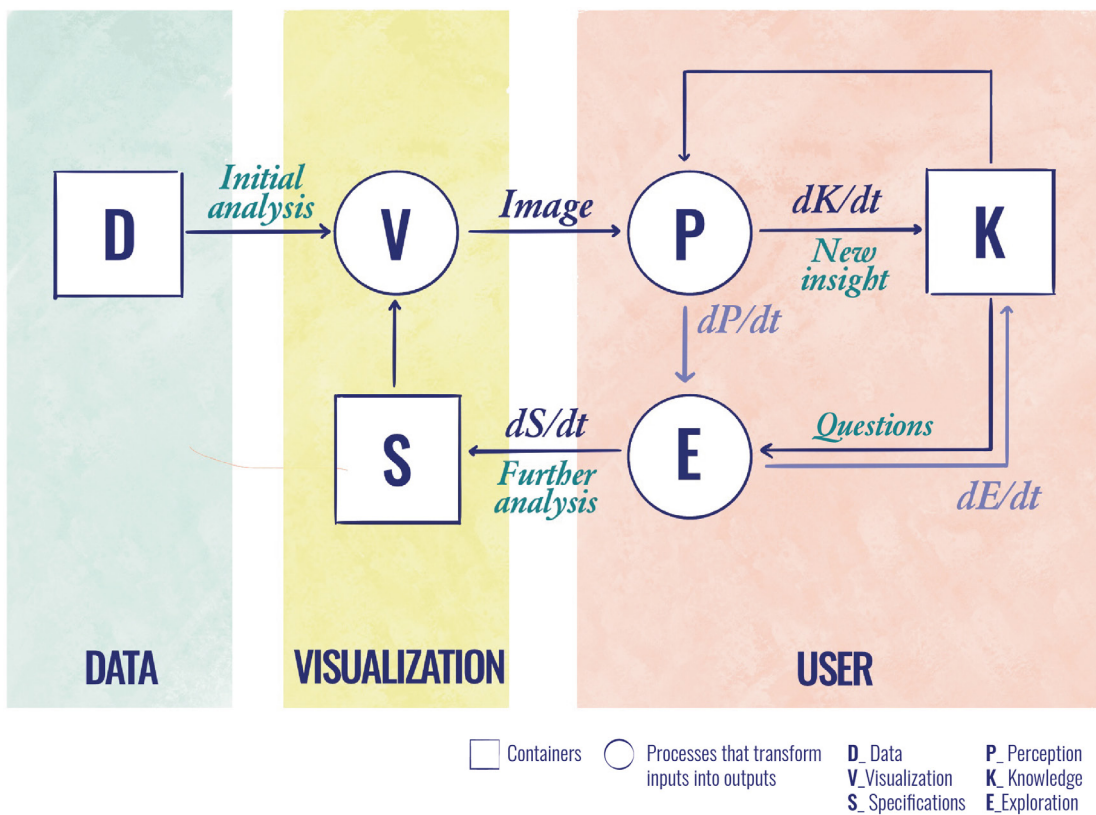 Initial
analysis
D
V
Image
P
dK/dt
New
insight
K
dP/dt
S
dS/dt
Further
analysis
E
Questions
dE/dt
DATA
VISUALIZATION
USER
Containers
Processes that transform
inputs into outputs
D_ Data
V_Visualization
S_ Specifications
P_ Perception
K_ Knowledge
E_Exploration